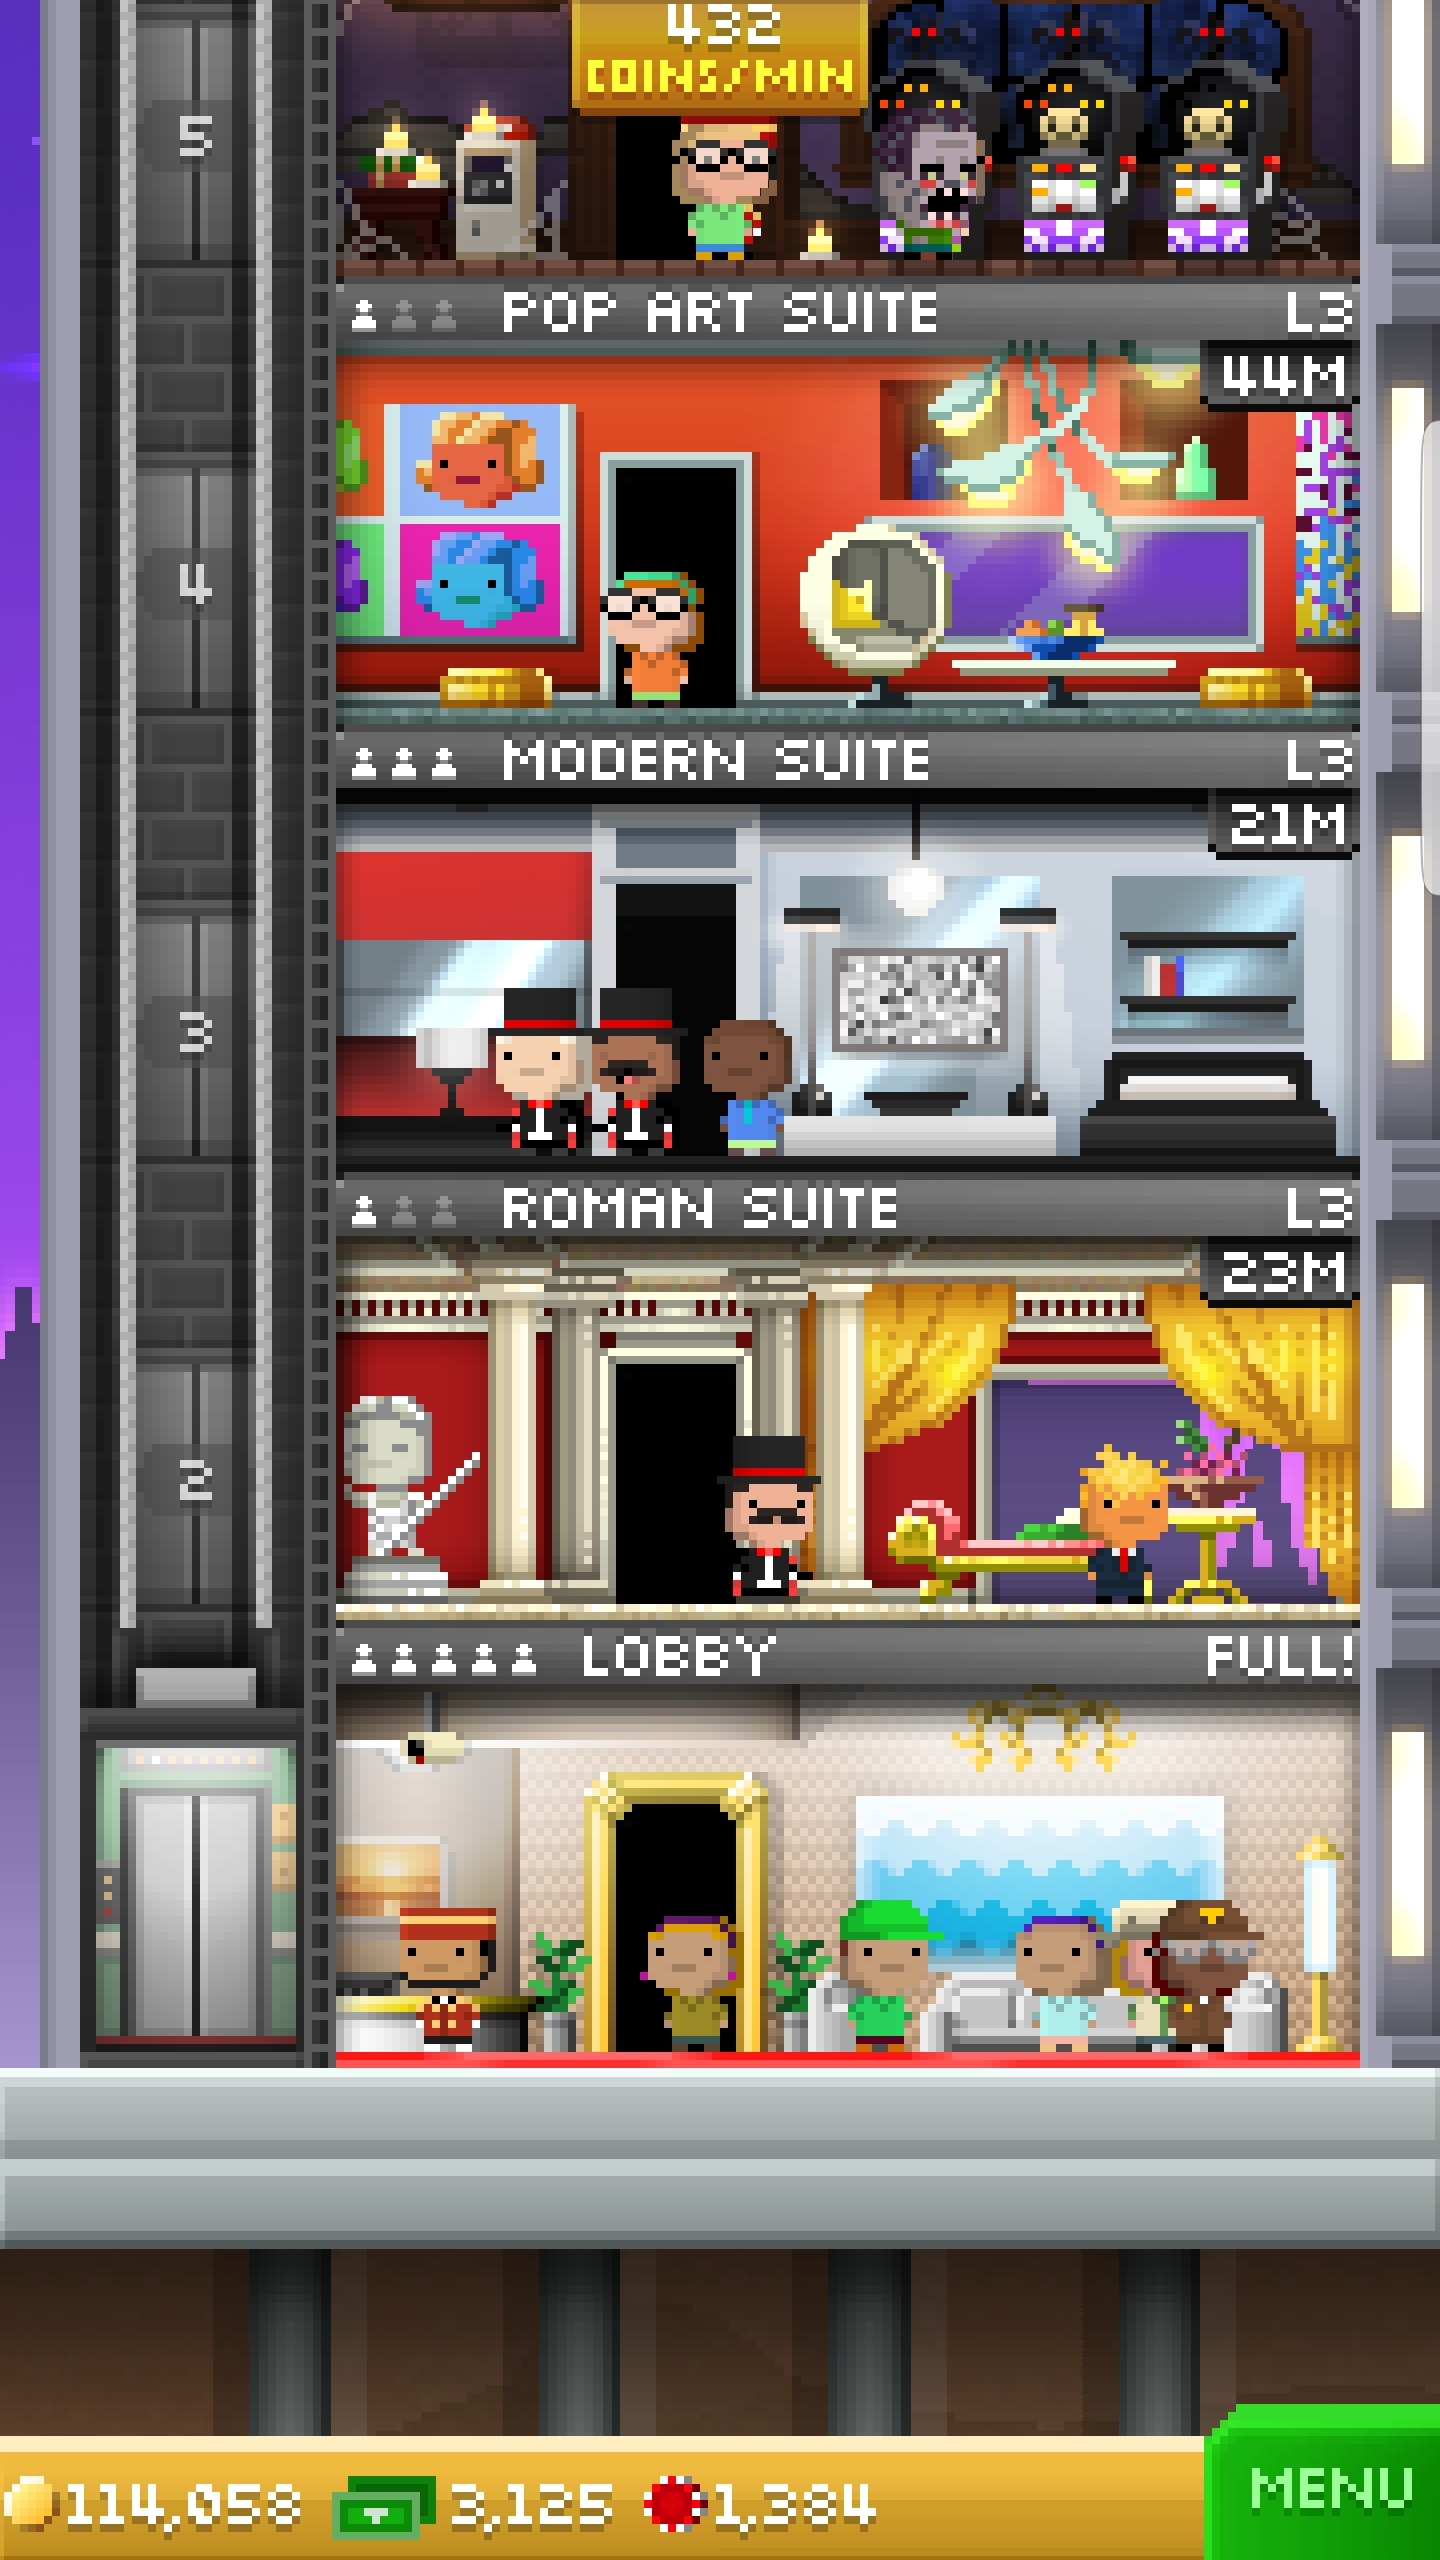 432
COINS/MIN
5
POP ART SUITE L3
44M
4
MODERN SUITE L3
21M
3
ROMAN SUITE L3
23M
2
LOBBY FULL!
114,058 3,125 1,384
MENU